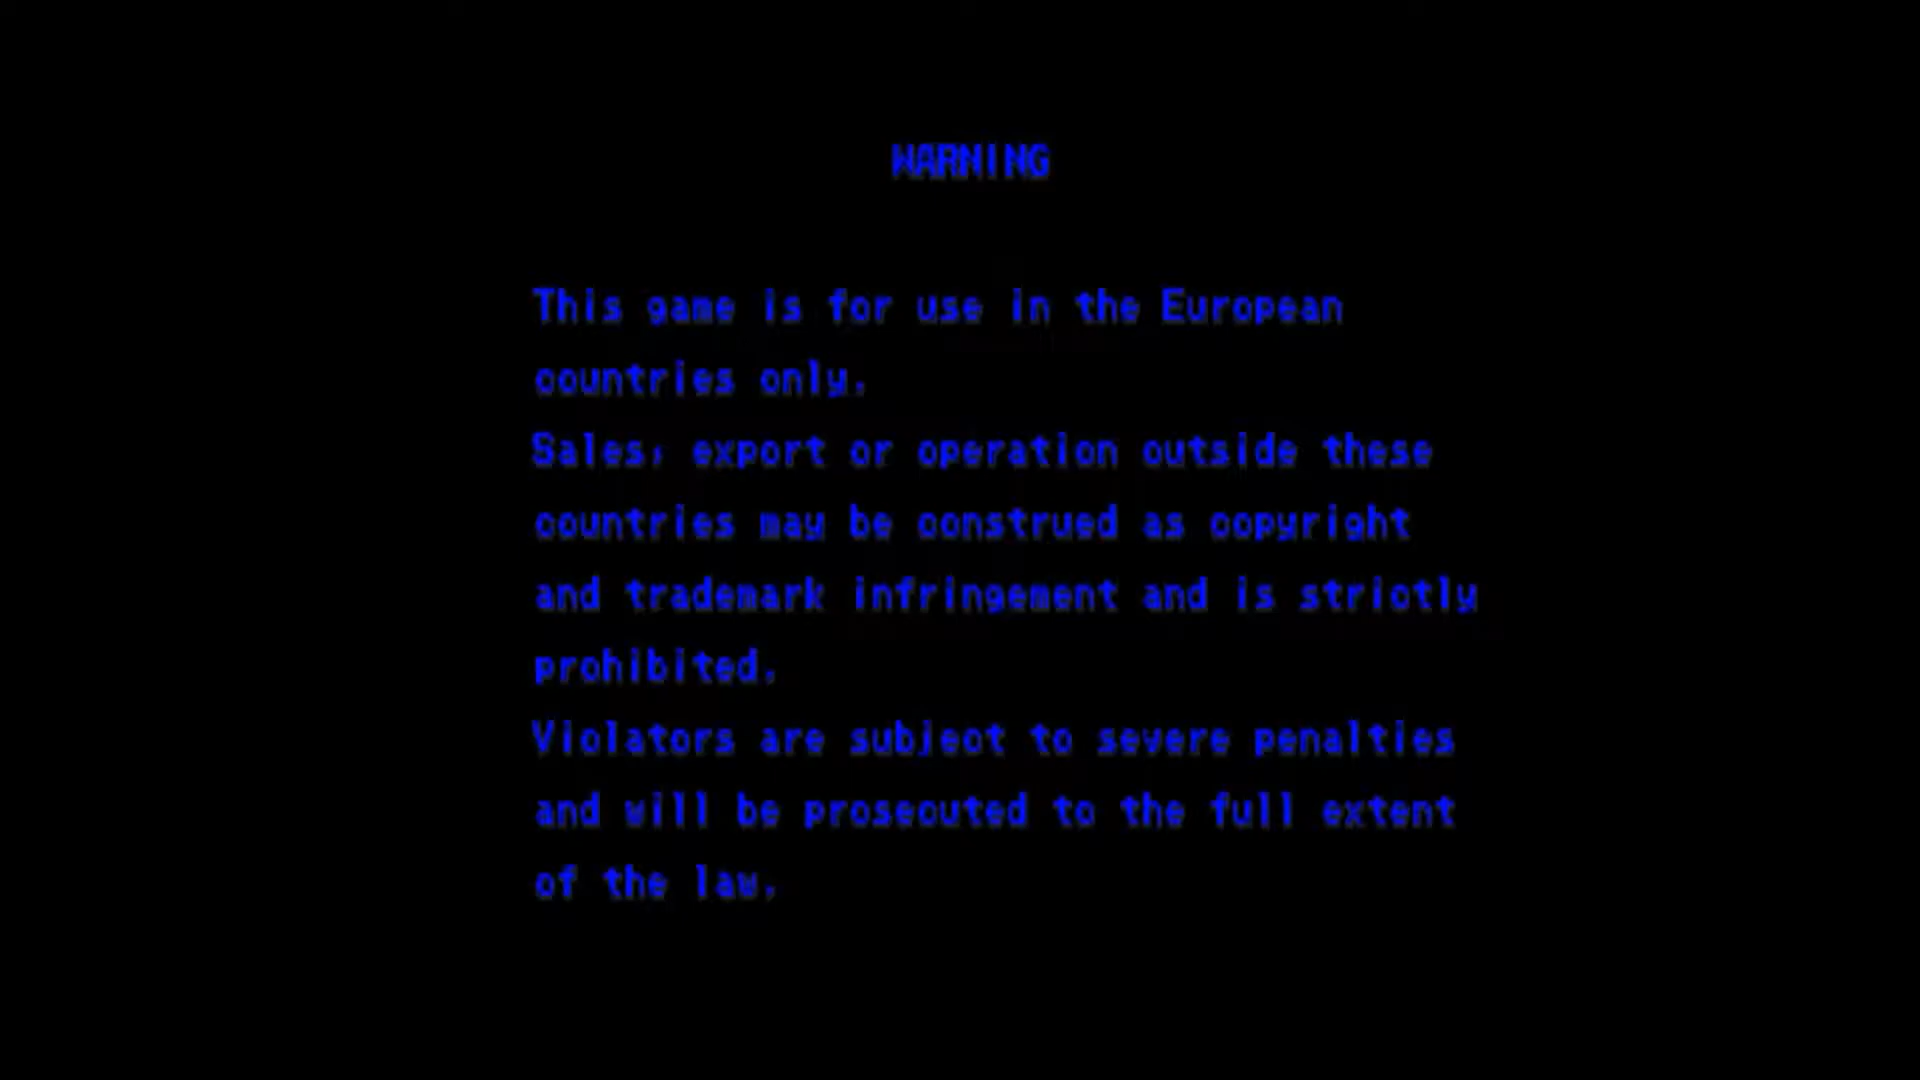 WARNING
This game is for use in the European
countries only.
Sales, export or operation outside these
countries may be construed as copyright
and trademark infringement and is strictly
prohibited.
Violators are subject to severe penalties
and will be prosecuted to the full extent
of the law.